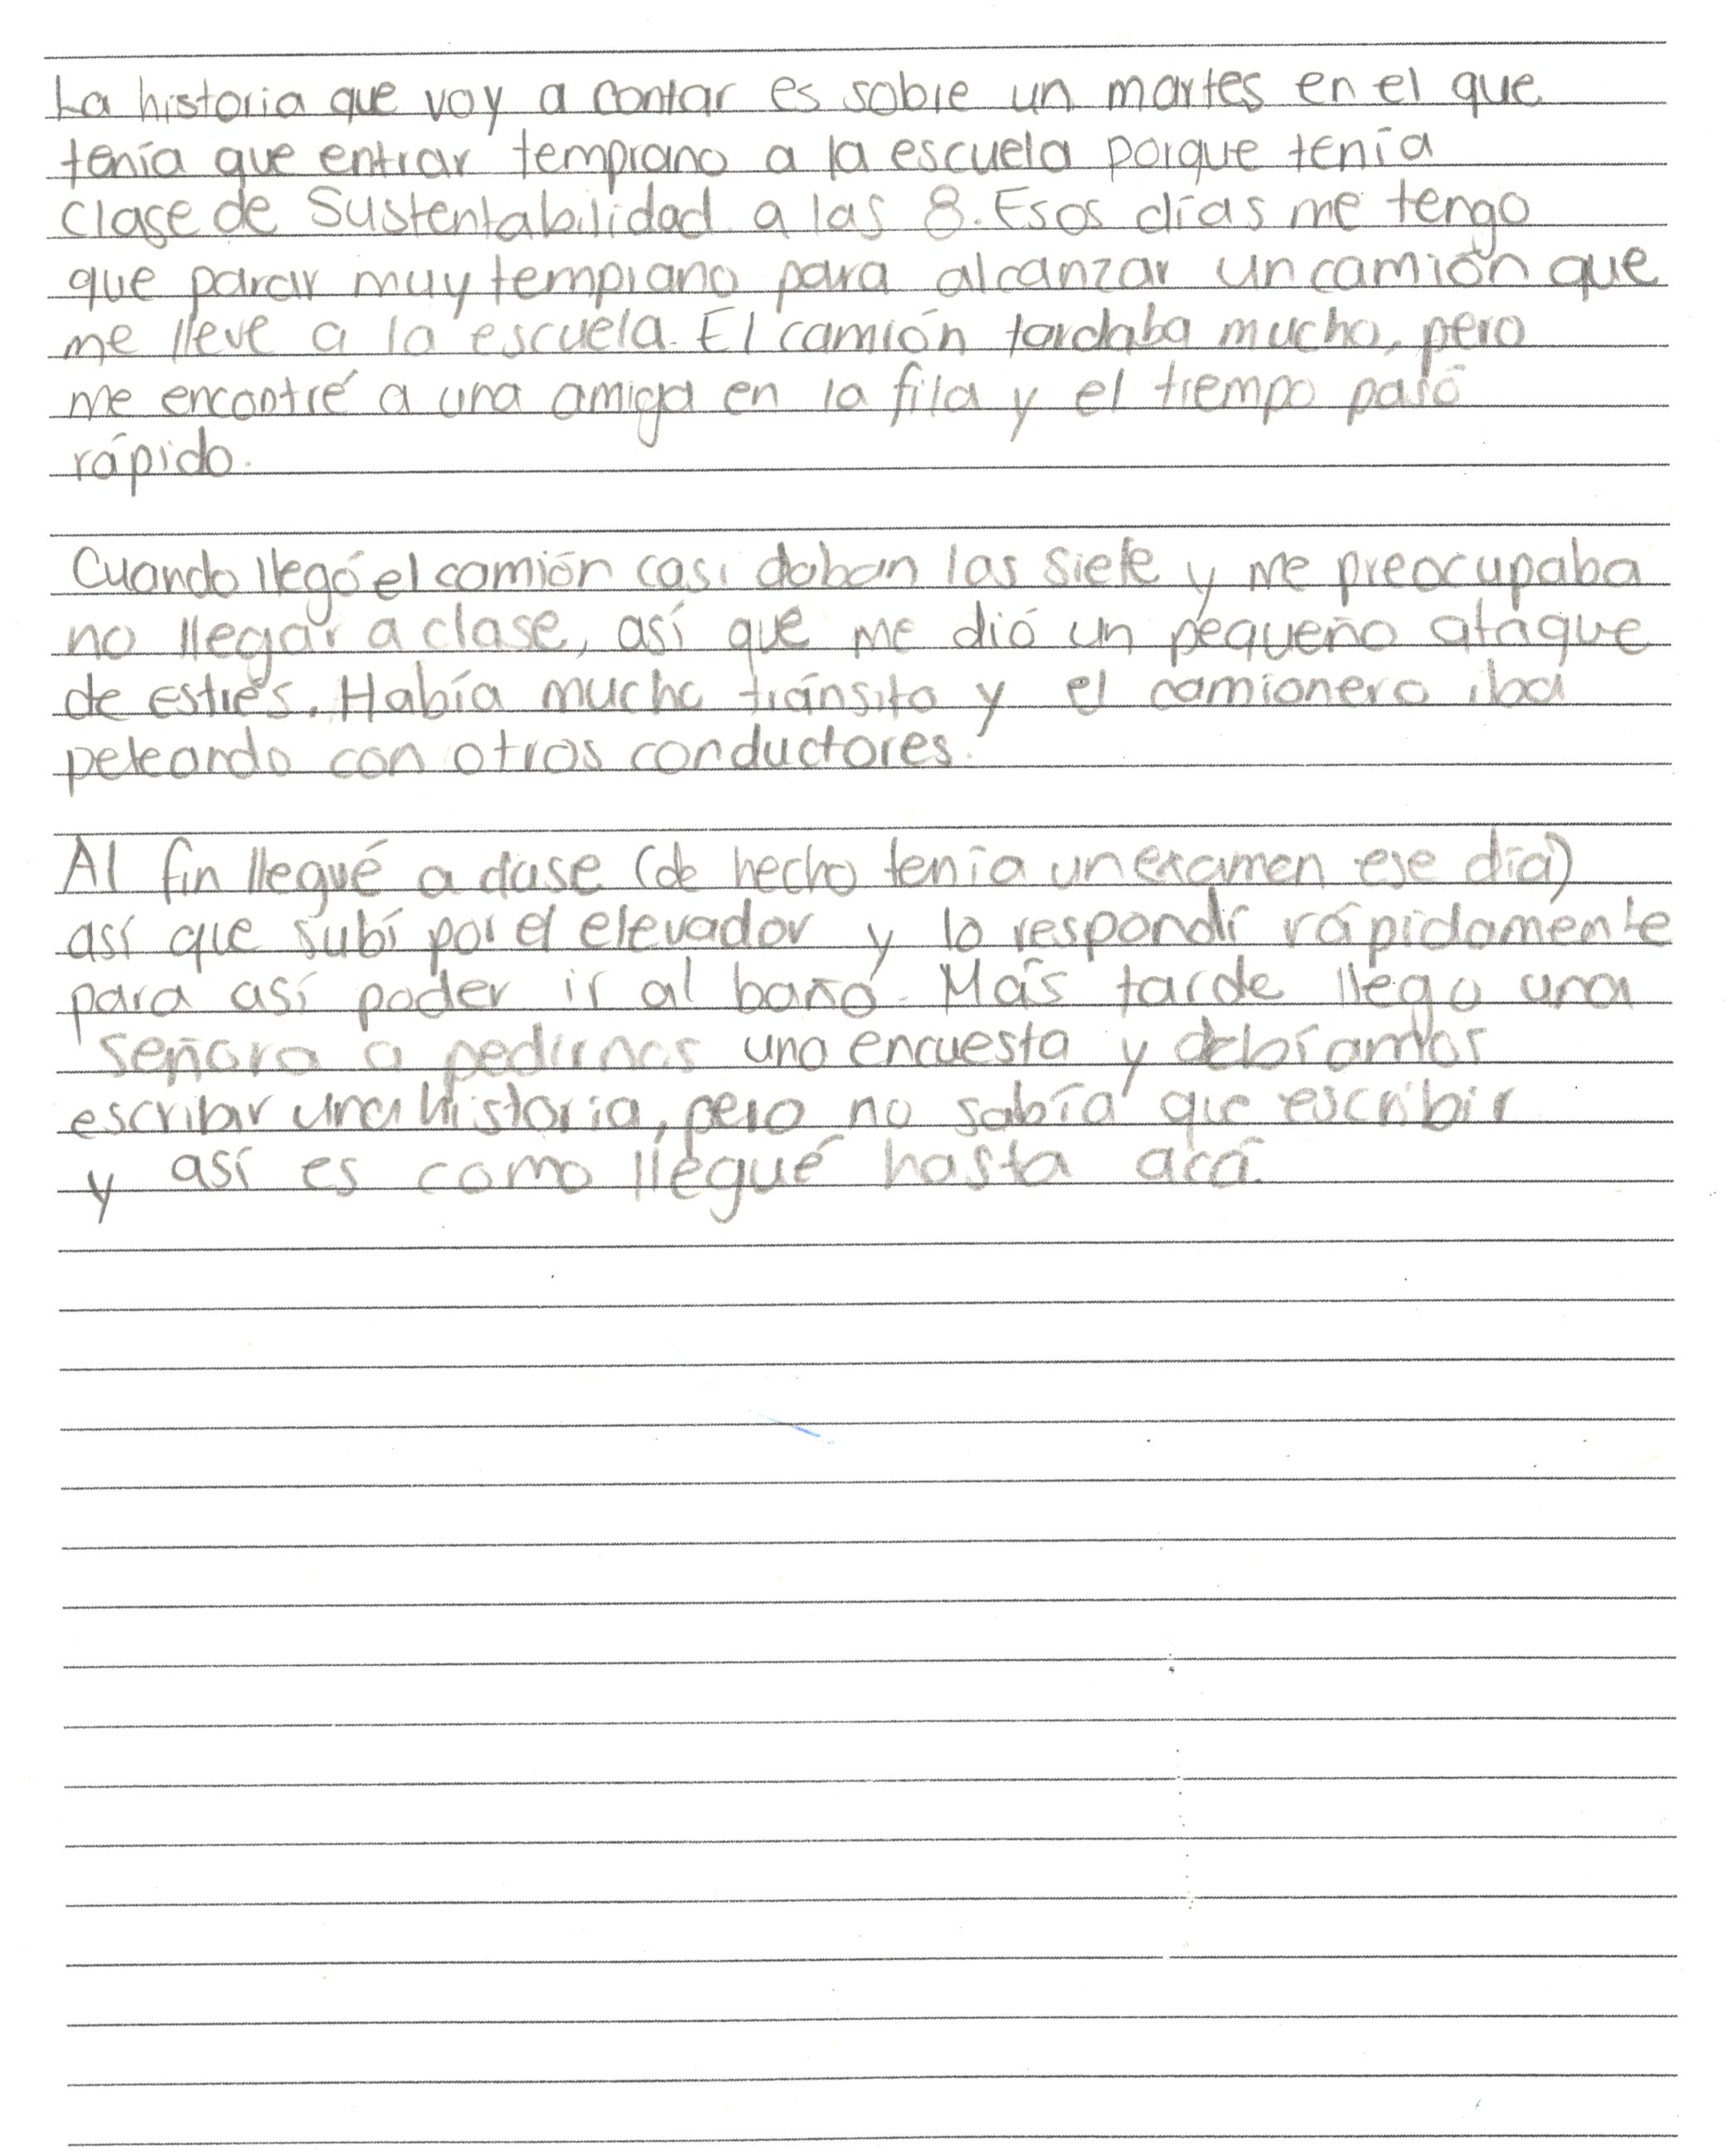 La historia que voy a contar es sobre un martes en el que
tenía que entrar temprano a la escuela porque tenía
clase de Sustentabilidad a las 8. Esos días me tengo
que parar muy temprano para alcanzar un camión que
me lleve a la escuela. El camión tardaba mucho, pero
me encontré a una amiga en la fila y el tiempo pasó
rápido.
Cuando llegó el camión casi daban las siete y me preocupaba
no llegar a clase, así que me dió un pequeño ataque
de estrés. Había mucho tránsito y el camionero iba
peleando con otros conductores.
Al fin llegué a clase (de hecho tenía un examen ese día)
así que subí por el elevador y lo respondí rápidamente
para así poder ir al baño. Más tarde llego una
señora a pedirnos una encuesta y debíamos
escribir una historia, pero no sabía que escribir
y así es como llegué hasta acá.